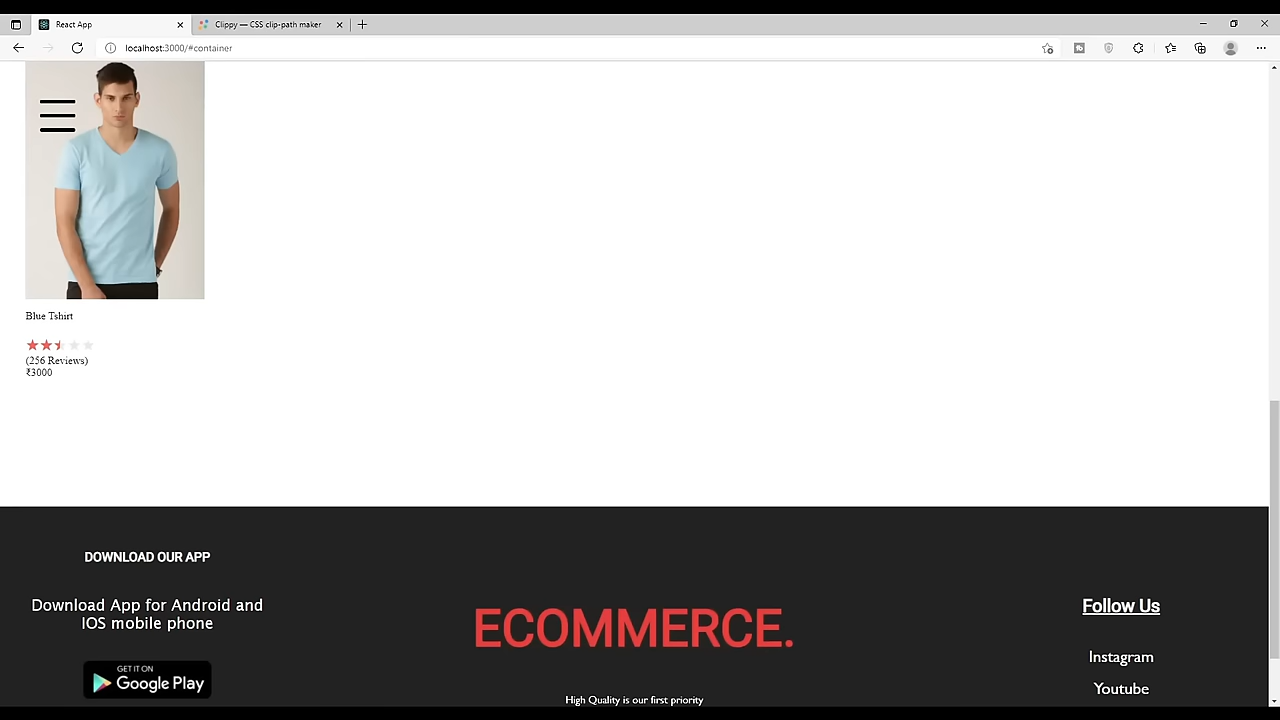 React App
Clippy — CSS clip-path maker
localhost:3000/#container
Blue Tshirt
(256 Reviews)
₹3000
DOWNLOAD OUR APP
Download App for Android and
IOS mobile phone
GET IT ON
Google Play
ECOMMERCE.
High Quality is our first priority
Follow Us
Instagram
Youtube